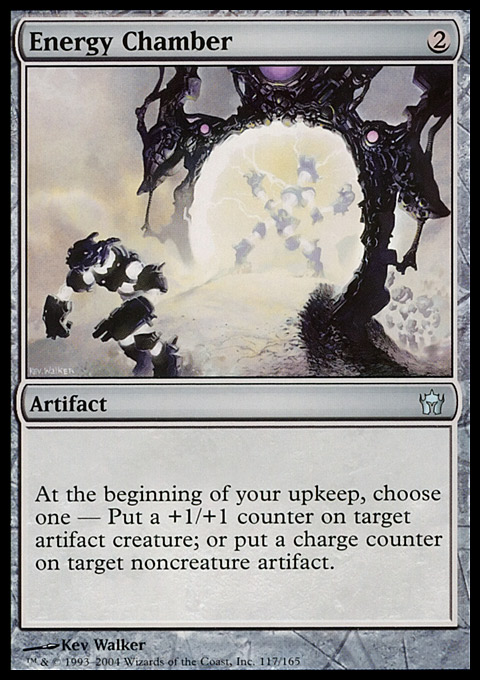 Energy Chamber 2
KEV WALKER
Artifact
At the beginning of your upkeep, choose
one — Put a +1/+1 counter on target
artifact creature; or put a charge counter
on target noncreature artifact.
Kev Walker
™ & © 1993–2004 Wizards of the Coast, Inc. 117/165